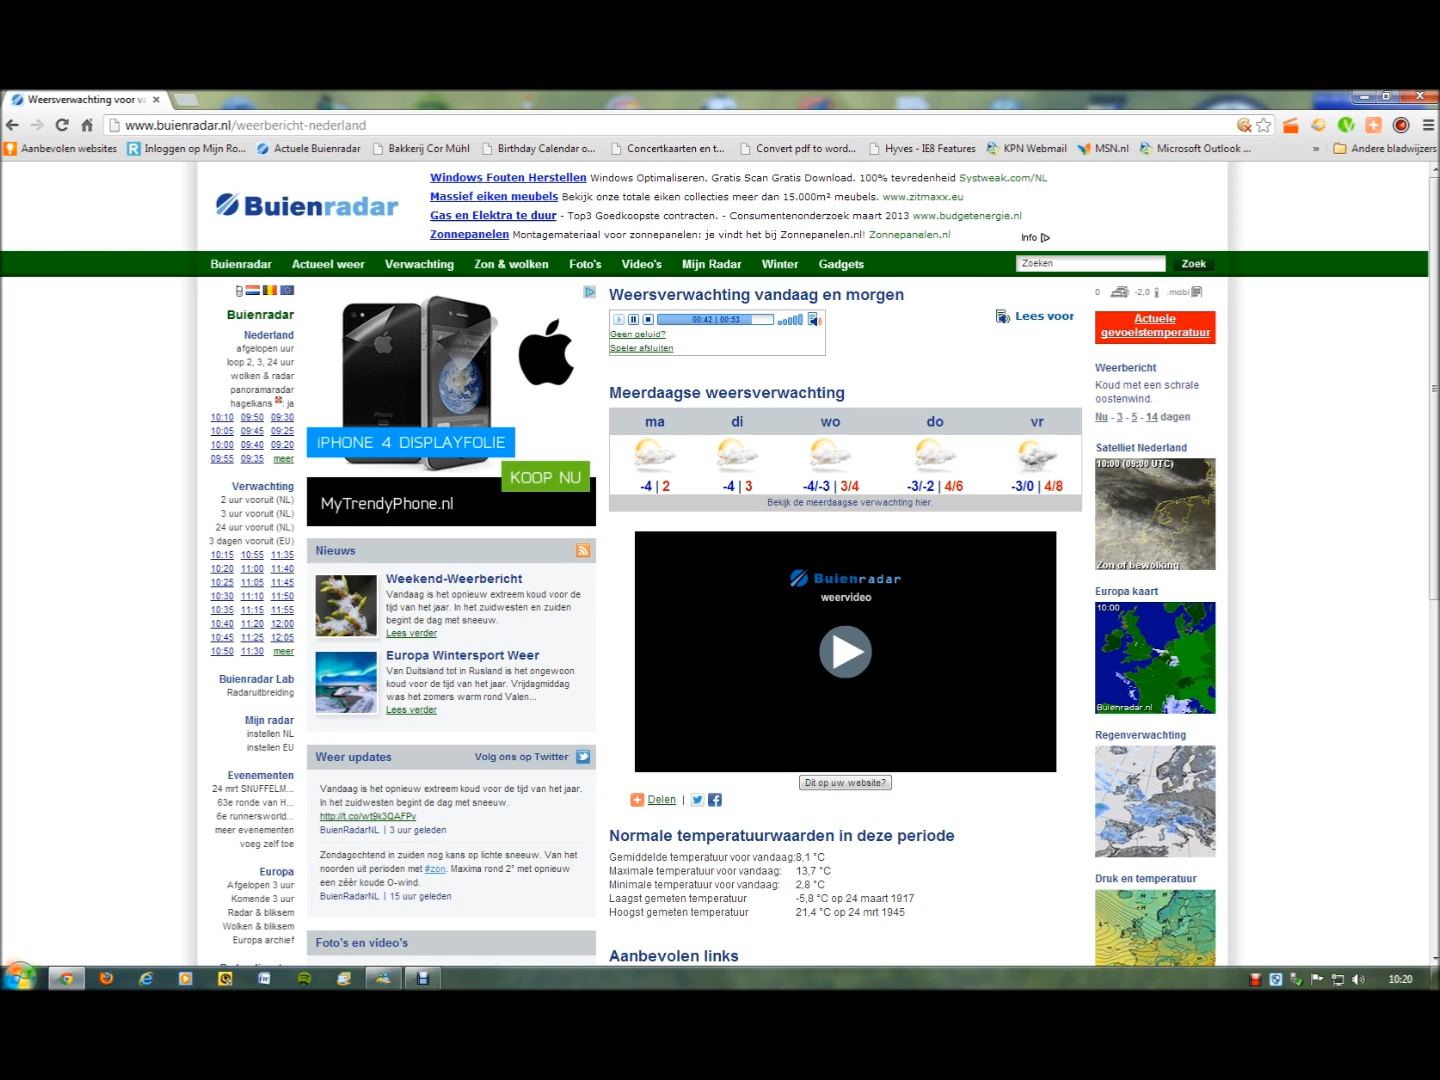 Weersverwachting voor va
www.buienradar.nl/weerbericht-nederland
Aanbevolen websites
Inloggen op Mijn Ro...
Actuele Buienradar
Bakkerij Cor Mühl
Birthday Calendar o...
Concertkaarten en t...
Convert pdf to word...
Hyves - IE8 Features
KPN Webmail
MSN.nl
Microsoft Outlook ...
» Andere bladwijzers
Buienradar
Windows Fouten Herstellen Windows Optimaliseren. Gratis Scan Gratis Download. 100% tevredenheid Systweak.com/NL
Massief eiken meubels Bekijk onze totale eiken collecties meer dan 15.000m² meubels. www.zitmaxx.eu
Gas en Elektra te duur - Top3 Goedkoopste contracten. - Consumentenonderzoek maart 2013 www.budgetenergie.nl
Zonnepanelen Montagemateriaal voor zonnepanelen: je vindt het bij Zonnepanelen.nl! Zonnepanelen.nl
Info
Buienradar Actueel weer Verwachting Zon & wolken Foto's Video's Mijn Radar Winter Gadgets
Zoeken Zoek
Buienradar
Nederland
afgelopen uur
loop 2, 3, 24 uur
wolken & radar
panoramaradar
hagelkans : ja
10:10 09:50 09:30
10:05 09:45 09:25
10:00 09:40 09:20
09:55 09:35 meer
Verwachting
2 uur vooruit (NL)
3 uur vooruit (NL)
24 uur vooruit (NL)
3 dagen vooruit (EU)
10:15 10:55 11:35
10:20 11:00 11:40
10:25 11:05 11:45
10:30 11:10 11:50
10:35 11:15 11:55
10:40 11:20 12:00
10:45 11:25 12:05
10:50 11:30 meer
Buienradar Lab
Radaruitbreiding
Mijn radar
instellen NL
instellen EU
Evenementen
24 mrt SNUFFELM...
63e ronde van H...
6e runnersworld...
meer evenementen
voeg zelf toe
Europa
Afgelopen 3 uur
Komende 3 uur
Radar & bliksem
Wolken & bliksem
Europa archief
iPhone
iPHONE 4 DISPLAYFOLIE
KOOP NU
MyTrendyPhone.nl
Nieuws
Weekend-Weerbericht
Vandaag is het opnieuw extreem koud voor de
tijd van het jaar. In het zuidwesten en zuiden
begint de dag met sneeuw.
Lees verder
Europa Wintersport Weer
Van Duitsland tot in Rusland is het ongewoon
koud voor de tijd van het jaar. Vrijdagmiddag
was het zomers warm rond Valen...
Lees verder
Weer updates Volg ons op Twitter
Vandaag is het opnieuw extreem koud voor de tijd van het jaar.
In het zuidwesten begint de dag met sneeuw.
http://t.co/wt9k3QAFPv
BuienRadarNL | 3 uur geleden
Zondagochtend in zuiden nog kans op lichte sneeuw. Van het
noorden uit perioden met #zon. Maxima rond 2° met opnieuw
een zéér koude O-wind.
BuienRadarNL | 15 uur geleden
Foto's en video's
Weersverwachting vandaag en morgen
00:42 | 00:53
Geen geluid?
Speler afsluiten
Lees voor
Meerdaagse weersverwachting
ma di wo do vr
-4 | 2 -4 | 3 -4/-3 | 3/4 -3/-2 | 4/6 -3/0 | 4/8
Bekijk de meerdaagse verwachting hier.
Buienradar
weervideo
Dit op uw website?
Delen |
Normale temperatuurwaarden in deze periode
Gemiddelde temperatuur voor vandaag: 8,1 °C
Maximale temperatuur voor vandaag: 13,7 °C
Minimale temperatuur voor vandaag: 2,8 °C
Laagst gemeten temperatuur -5,8 °C op 24 maart 1917
Hoogst gemeten temperatuur 21,4 °C op 24 mrt 1945
Aanbevolen links
0 -2,0 .mobi
Actuele
gevoelstemperatuur
Weerbericht
Koud met een schrale
oostenwind.
Nu - 3 - 5 - 14 dagen
Satelliet Nederland
10:00 (09:00 UTC)
Zon of bewolking
Europa kaart
10:00
Buienradar.nl
Regenverwachting
Druk en temperatuur
10:20